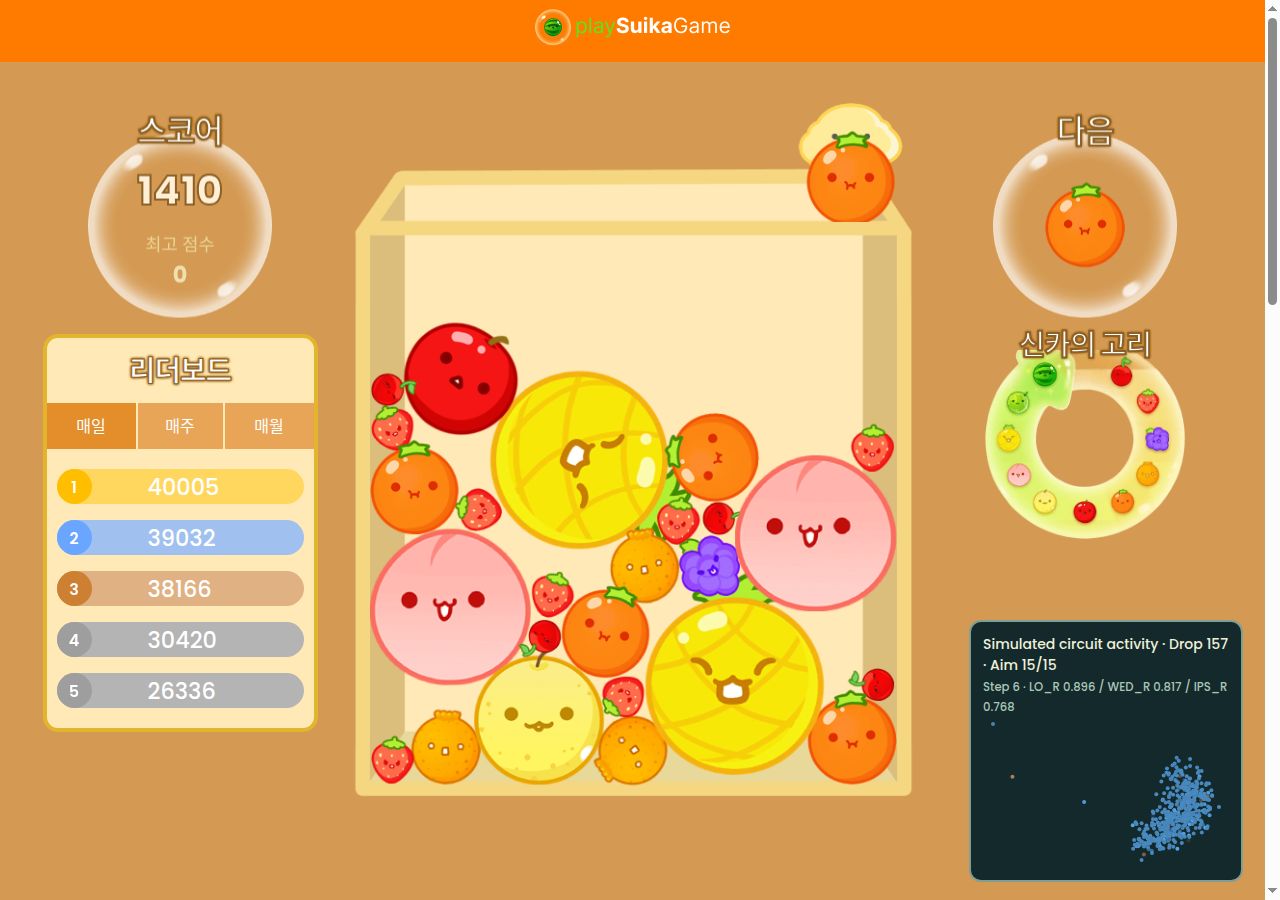 playSuikaGame
스코어
1410
최고 점수
0
다음
신카의 고리
리더보드
매일 매주 매월
1 40005
2 39032
3 38166
4 30420
5 26336
Simulated circuit activity · Drop 157
· Aim 15/15
Step 6 · LO_R 0.896 / WED_R 0.817 / IPS_R
0.768